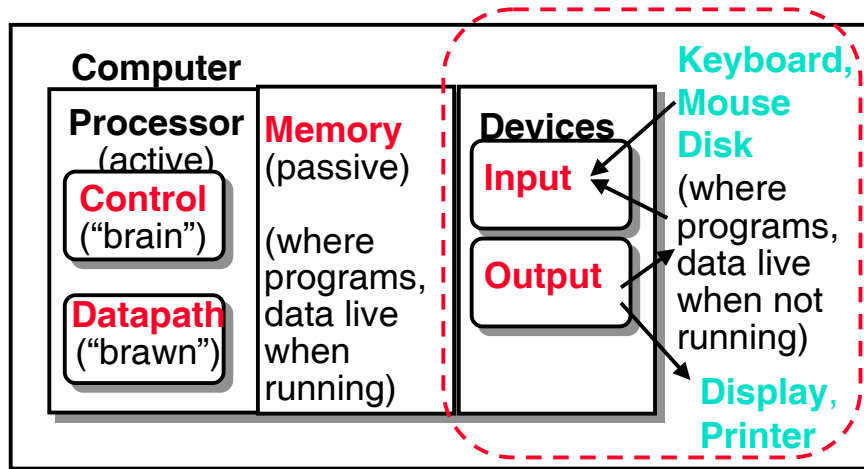 Computer
Processor
(active)
Control
(“brain”)
Datapath
(“brawn”)
Memory
(passive)
(where
programs,
data live
when
running)
Devices
Input
Output
Keyboard,
Mouse
Disk
(where
programs,
data live
when not
running)
Display,
Printer